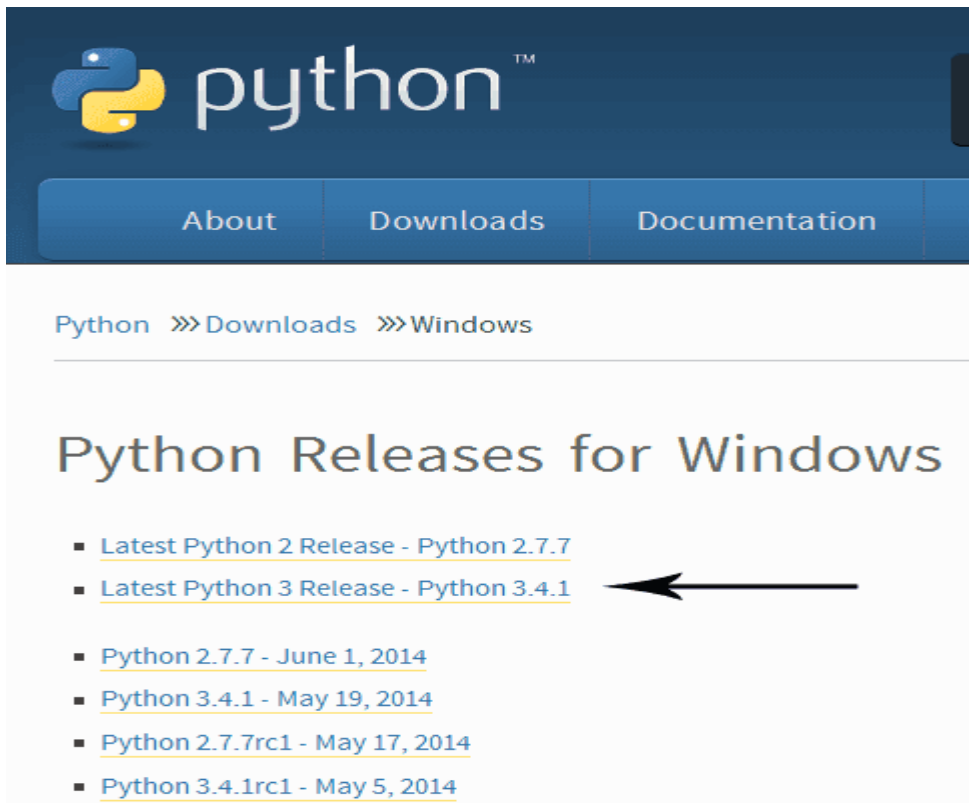 python™
About Downloads Documentation
Python >>> Downloads >>> Windows
Python Releases for Windows
Latest Python 2 Release - Python 2.7.7
Latest Python 3 Release - Python 3.4.1
Python 2.7.7 - June 1, 2014
Python 3.4.1 - May 19, 2014
Python 2.7.7rc1 - May 17, 2014
Python 3.4.1rc1 - May 5, 2014